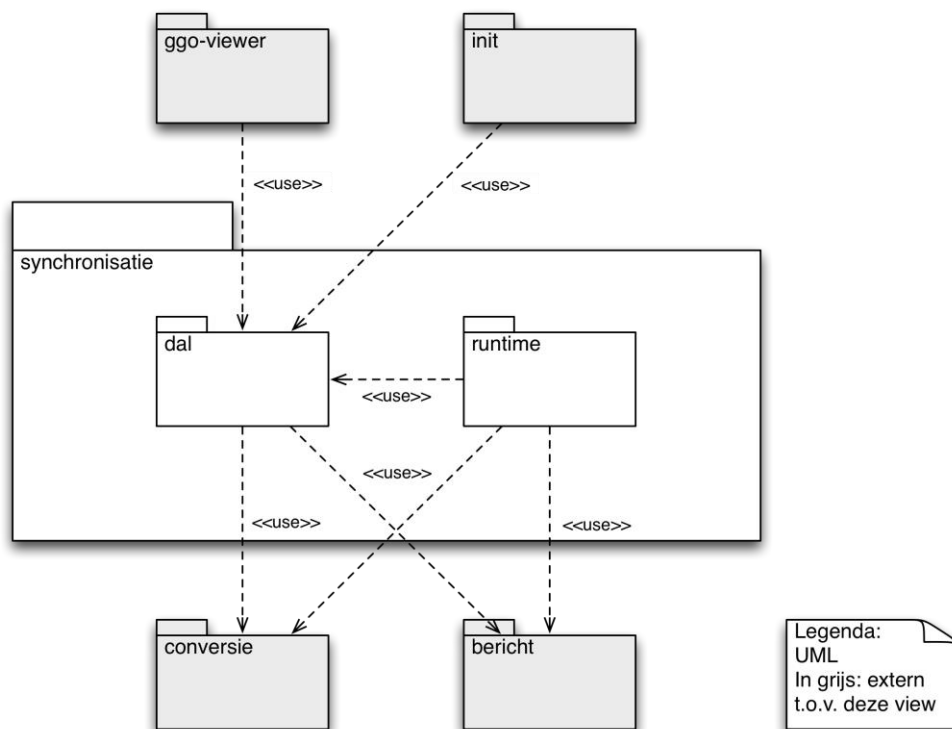 ggo-viewer
init
<<use>>
<<use>>
synchronisatie
dal
runtime
<<use>>
<<use>>
<<use>>
<<use>>
conversie
bericht
Legenda:
UML
In grijs: extern
t.o.v. deze view